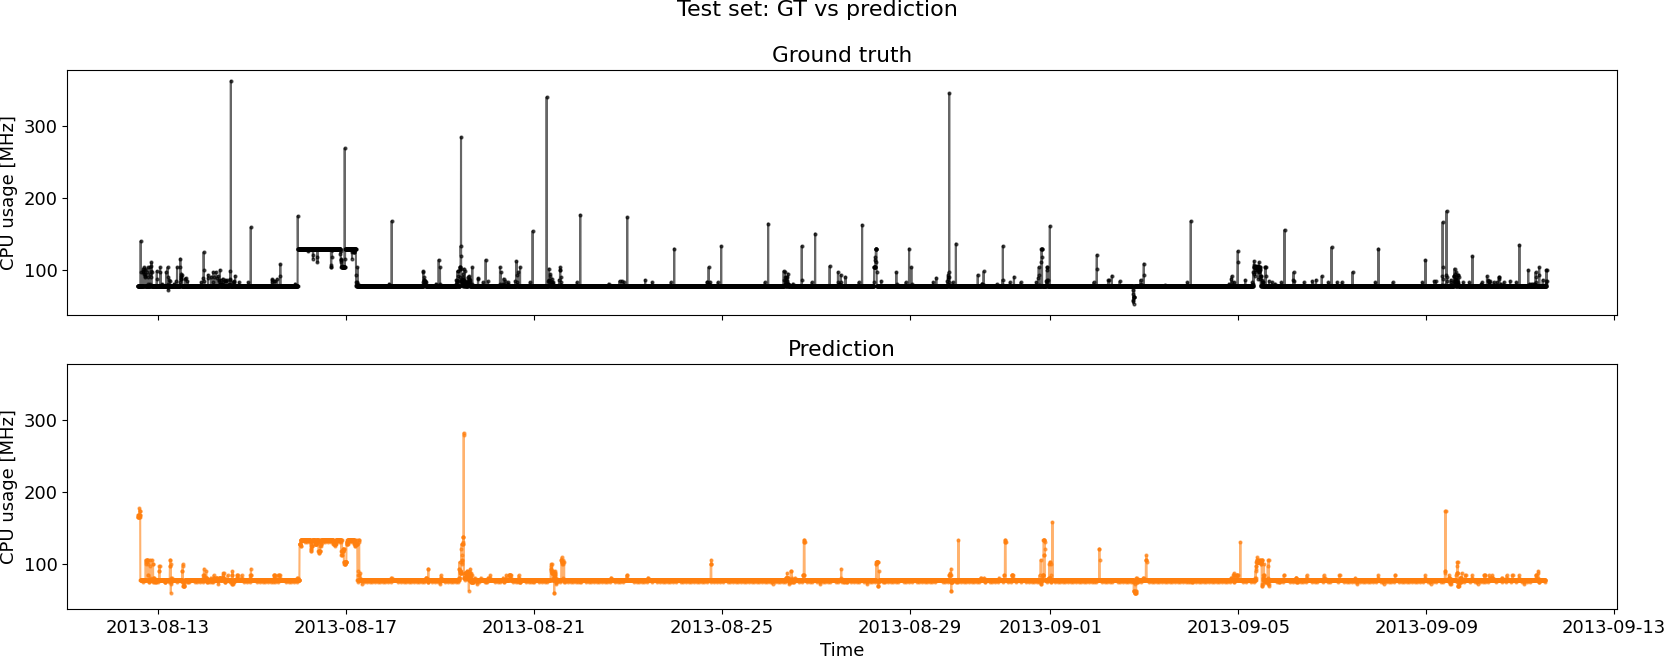 Test set: GT vs prediction
Ground truth
CPU usage [MHz]
300
200
100
Prediction
CPU usage [MHz]
300
200
100
2013-08-13 2013-08-17 2013-08-21 2013-08-25 2013-08-29 2013-09-01 2013-09-05 2013-09-09 2013-09-13
Time